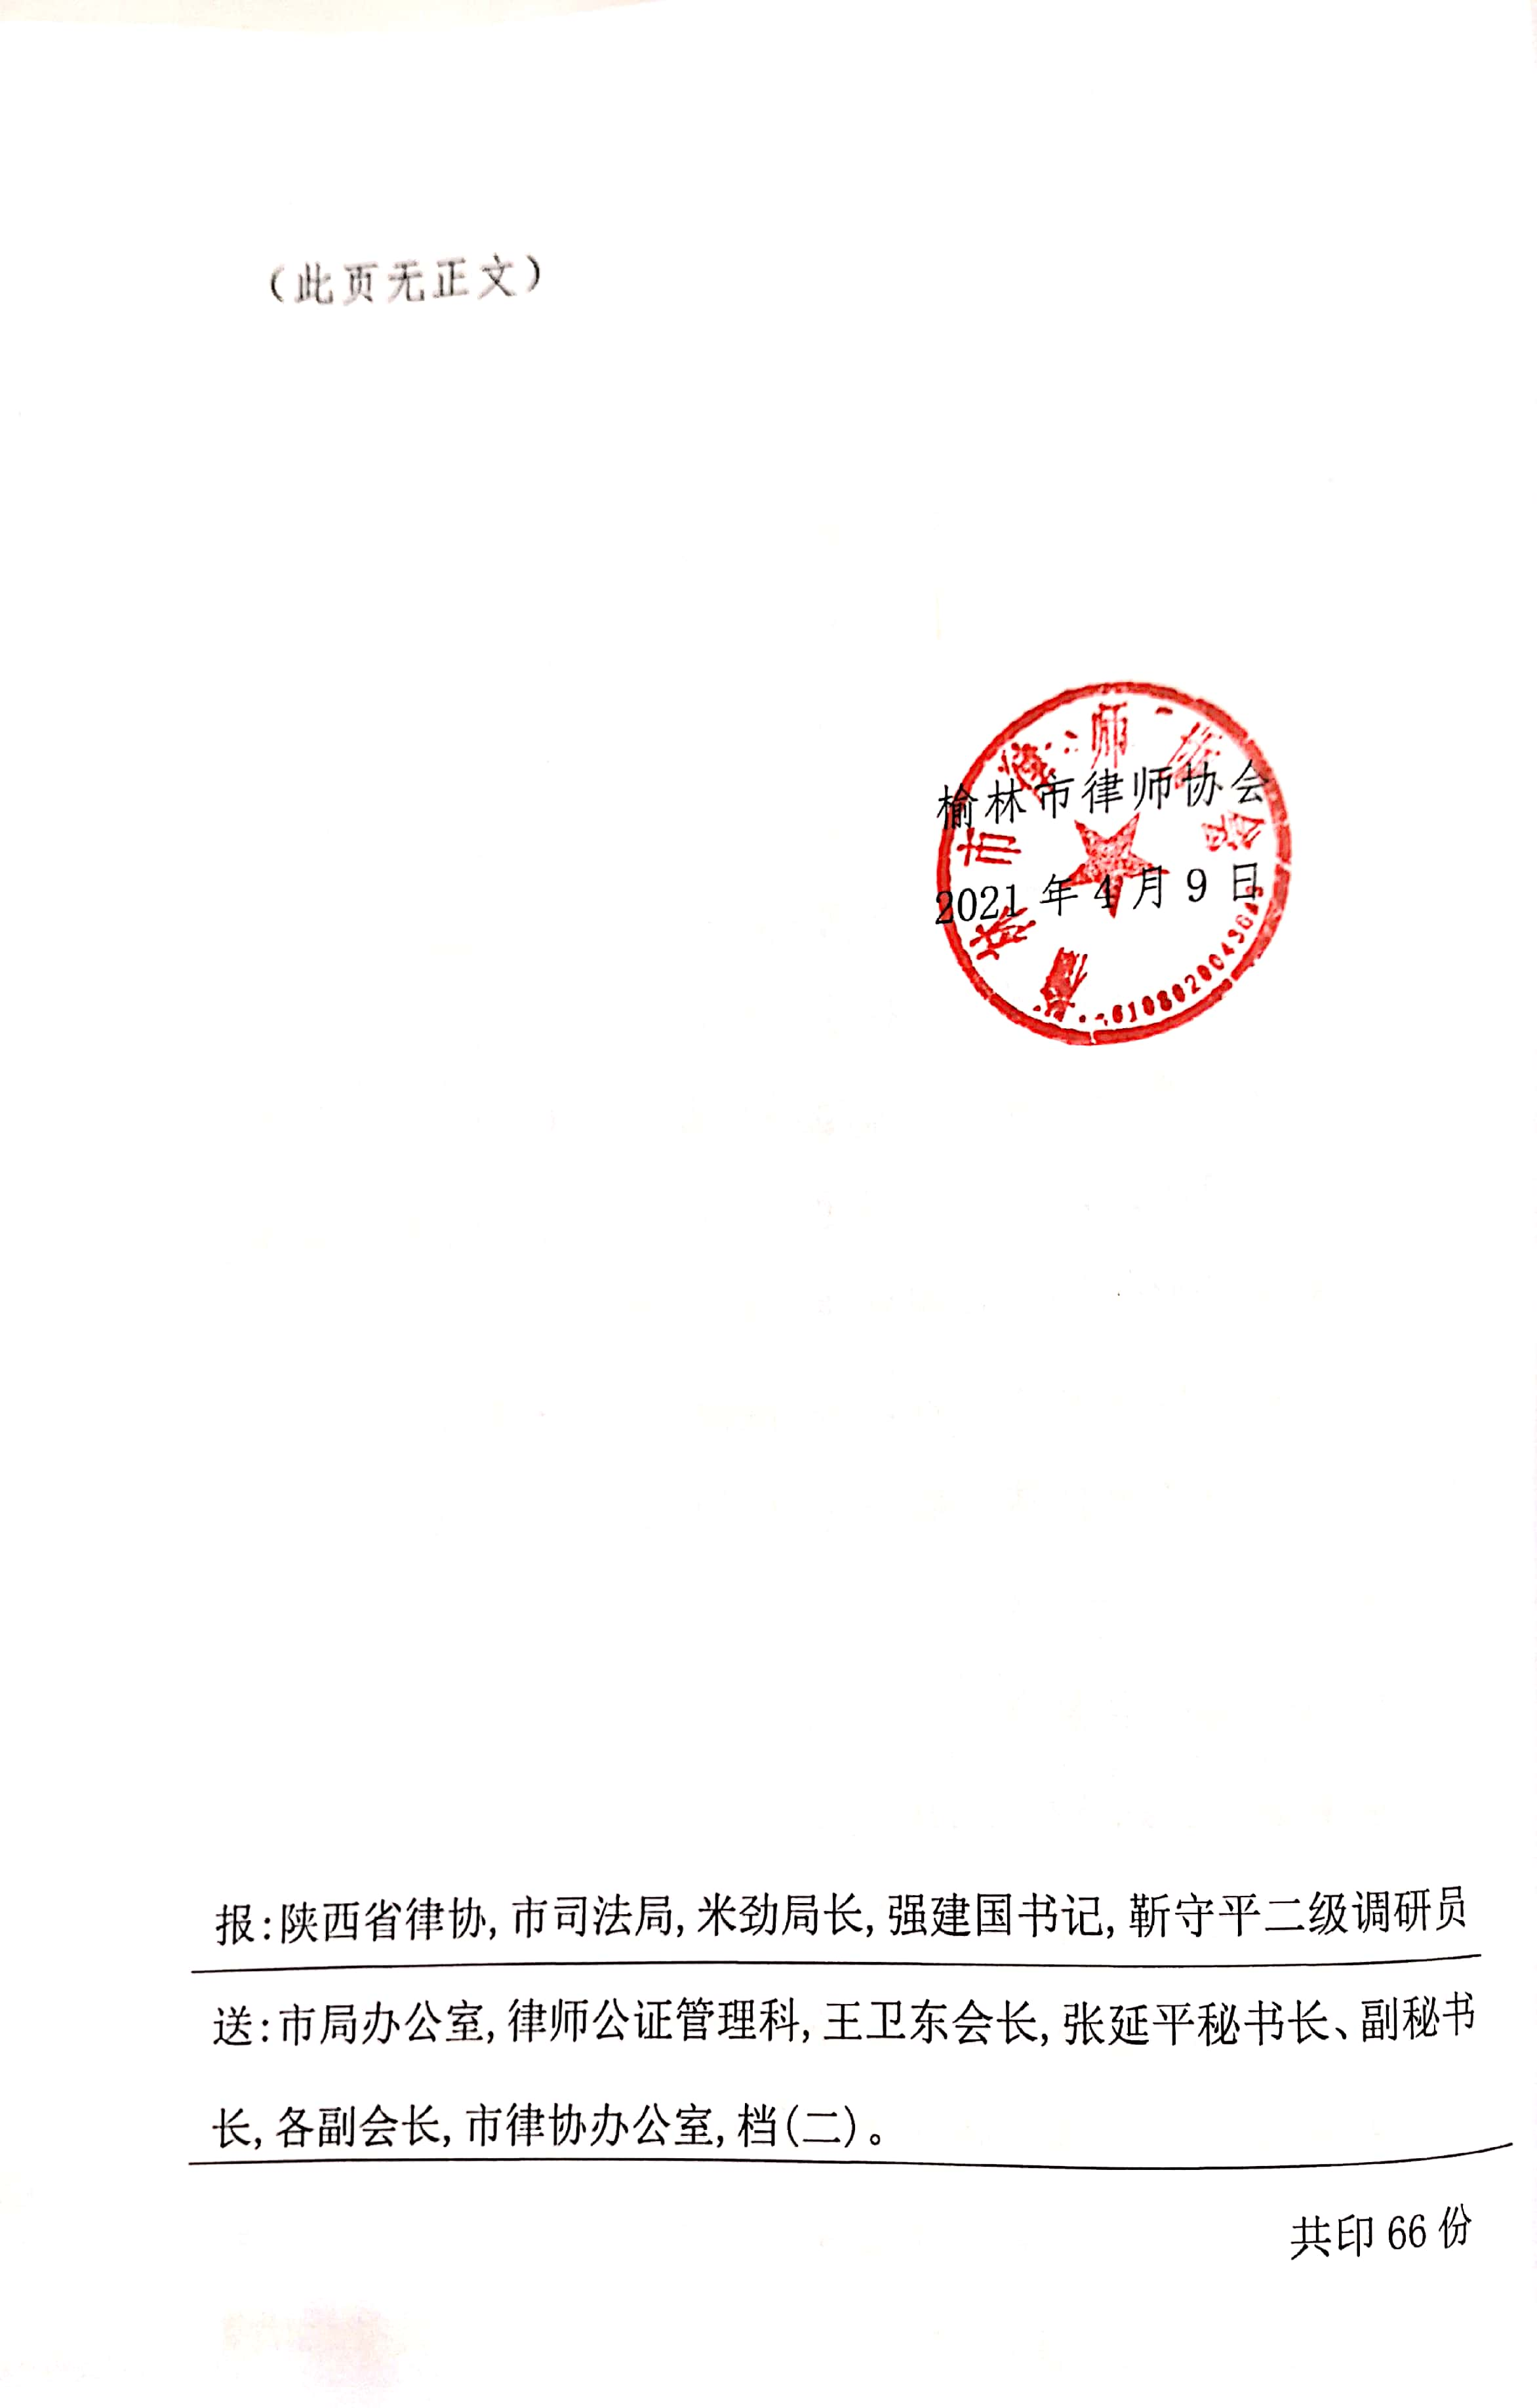 （此页无正文）
榆林市律师协会
2021年4月9日
报:陕西省律协,市司法局,米劲局长,强建国书记,靳守平二级调研员
送:市局办公室,律师公证管理科,王卫东会长,张延平秘书长、副秘书
长,各副会长,市律协办公室,档(二)。
共印66份